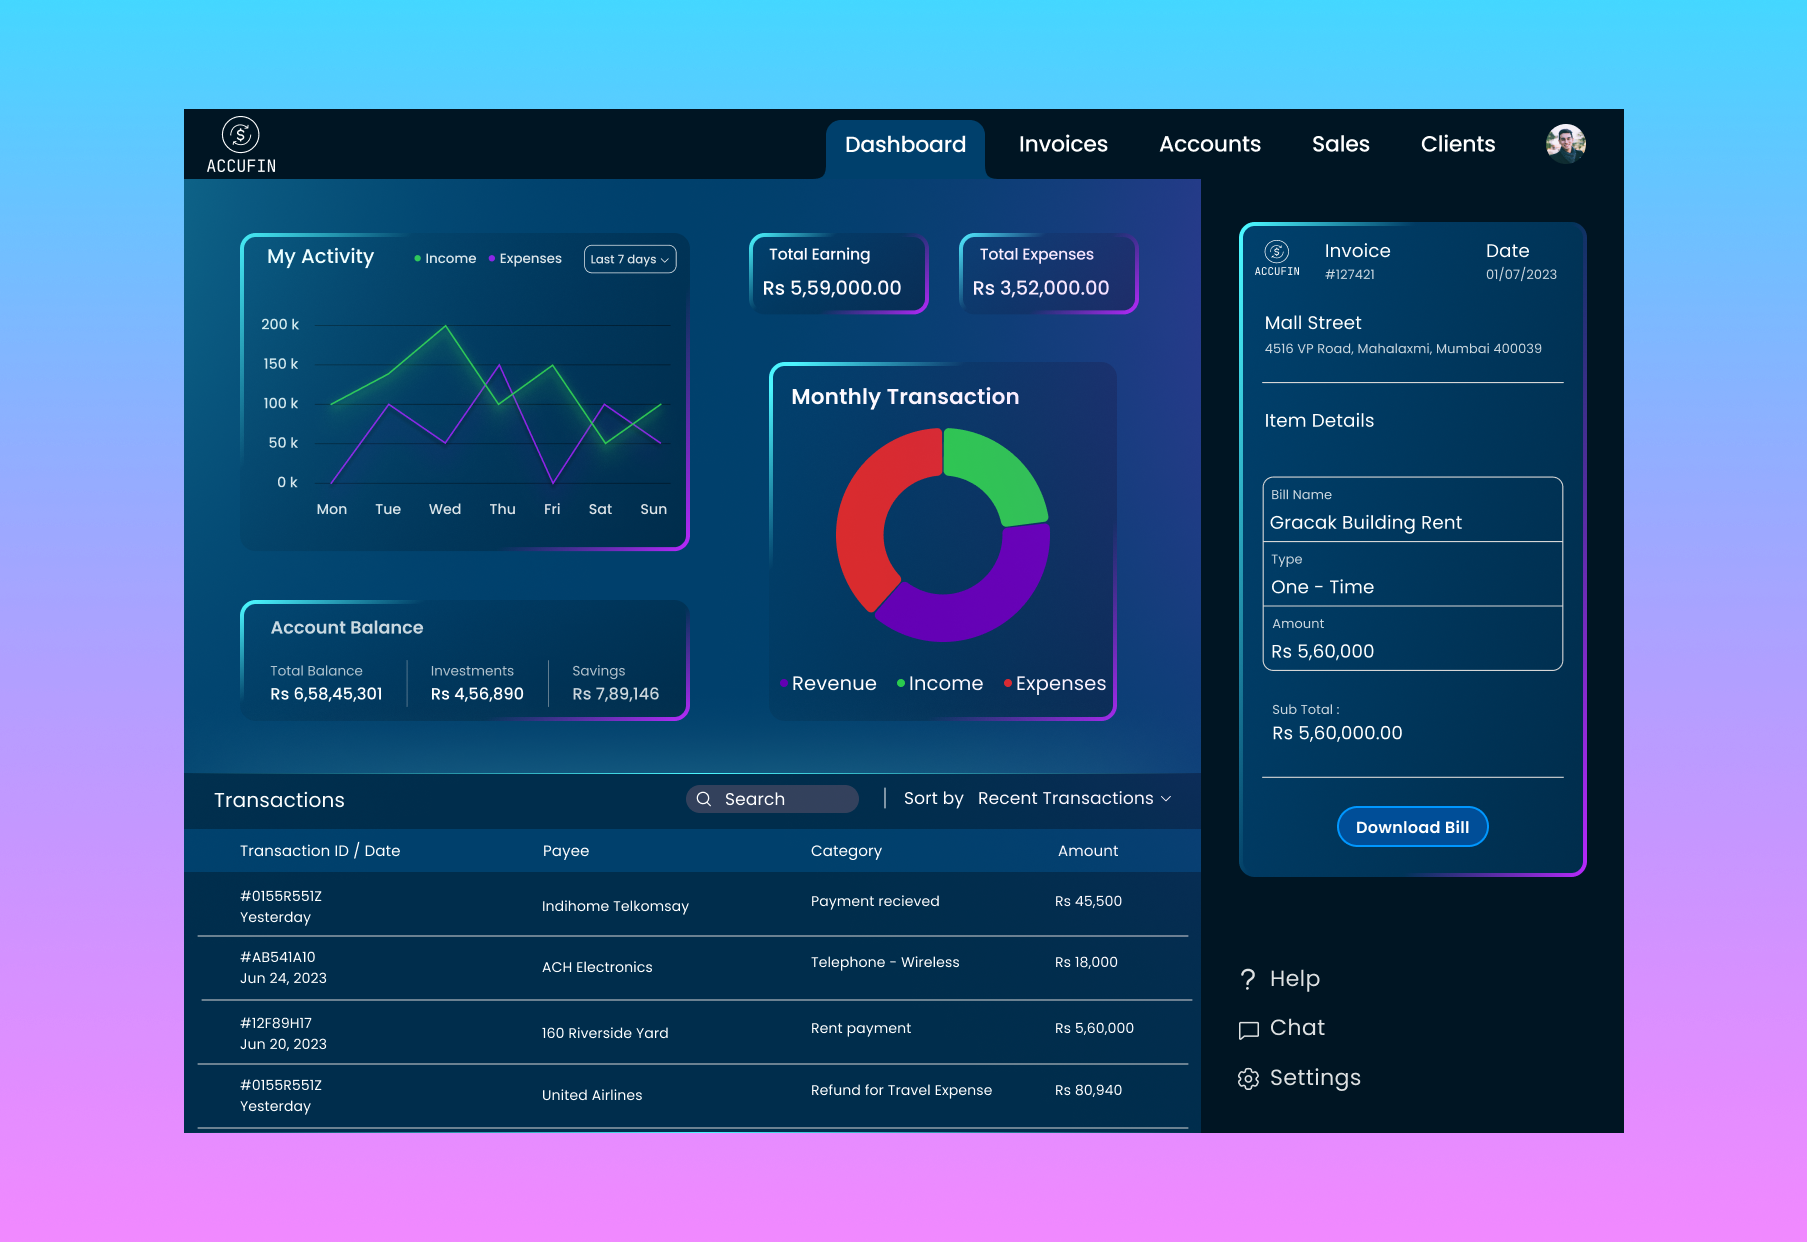 ACCUFIN
Dashboard
Invoices
Accounts
Sales
Clients
My Activity
Income
Expenses
Last 7 days
200 k
150 k
100 k
50 k
0 k
Mon Tue Wed Thu Fri Sat Sun
Total Earning
Rs 5,59,000.00
Total Expenses
Rs 3,52,000.00
Monthly Transaction
Revenue
Income
Expenses
Account Balance
Total Balance
Rs 6,58,45,301
Investments
Rs 4,56,890
Savings
Rs 7,89,146
Transactions
Search
Sort by
Recent Transactions
Transaction ID / Date
Payee
Category
Amount
#0155R551Z
Yesterday
Indihome Telkomsay
Payment recieved
Rs 45,500
#AB541A10
Jun 24, 2023
ACH Electronics
Telephone - Wireless
Rs 18,000
#12F89H17
Jun 20, 2023
160 Riverside Yard
Rent payment
Rs 5,60,000
#0155R551Z
Yesterday
United Airlines
Refund for Travel Expense
Rs 80,940
ACCUFIN
Invoice
#127421
Date
01/07/2023
Mall Street
4516 VP Road, Mahalaxmi, Mumbai 400039
Item Details
Bill Name
Gracak Building Rent
Type
One - Time
Amount
Rs 5,60,000
Sub Total :
Rs 5,60,000.00
Download Bill
Help
Chat
Settings